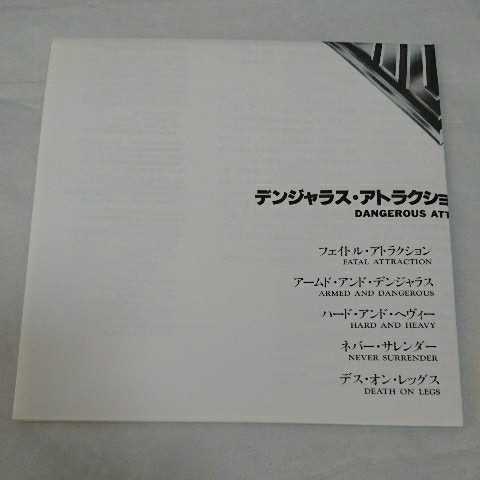 デンジャラス・アトラクショ
DANGEROUS ATT
フェイトル・アトラクション
FATAL ATTRACTION
アームド・アンド・デンジャラス
ARMED AND DANGEROUS
ハード・アンド・ヘヴィー
HARD AND HEAVY
ネバー・サレンダー
NEVER SURRENDER
デス・オン・レッグス
DEATH ON LEGS